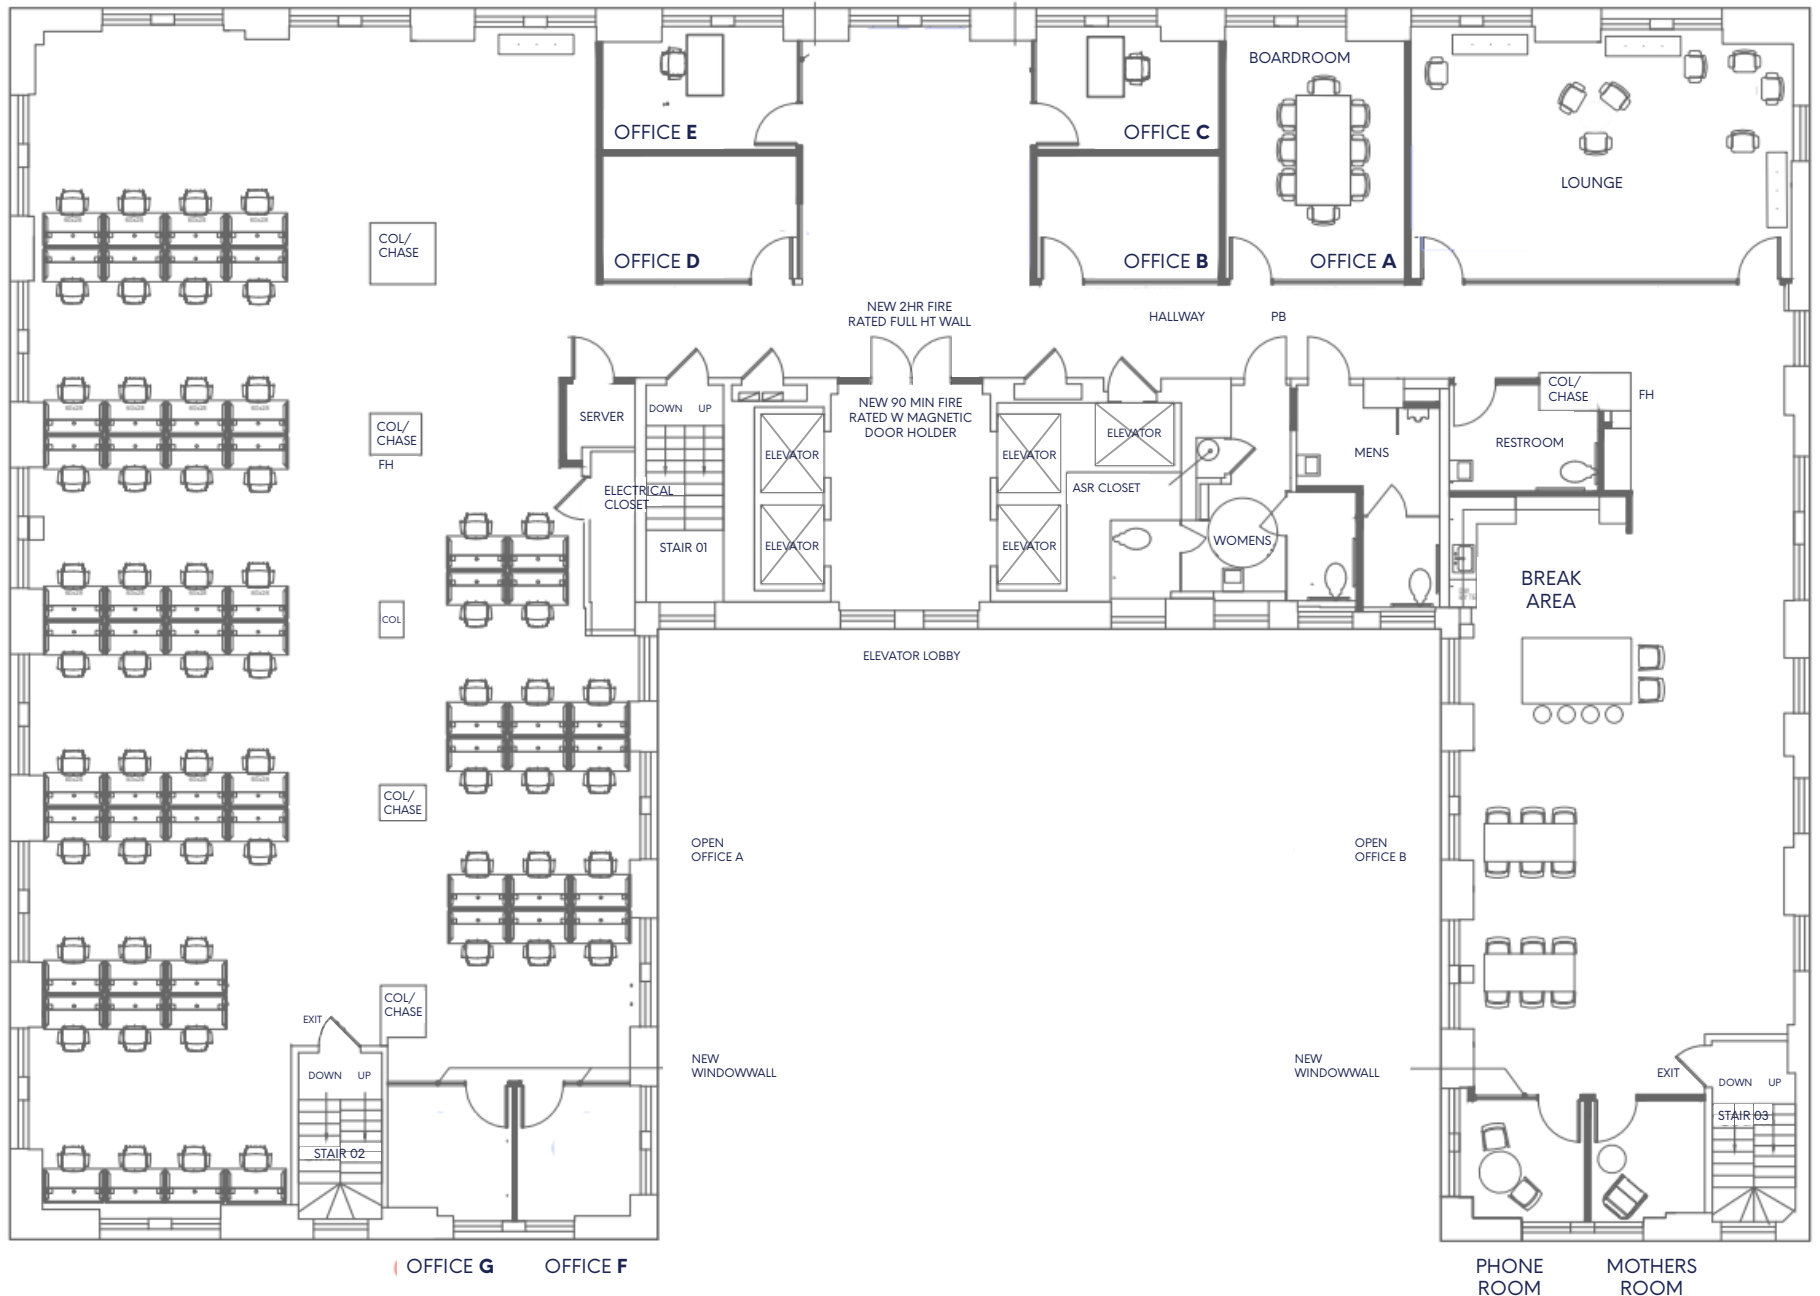 BOARDROOM
OFFICE E
OFFICE C
LOUNGE
COL/
CHASE
OFFICE D
OFFICE B
OFFICE A
NEW 2HR FIRE
RATED FULL HT WALL
HALLWAY
PB
COL/
CHASE
FH
SERVER
DOWN UP
NEW 90 MIN FIRE
RATED W MAGNETIC
DOOR HOLDER
ELEVATOR
COL/
CHASE
FH
ELEVATOR
ELEVATOR
MENS
RESTROOM
ELECTRICAL
CLOSET
ASR CLOSET
STAIR 01
ELEVATOR
ELEVATOR
WOMENS
BREAK
AREA
COL
ELEVATOR LOBBY
COL/
CHASE
OPEN
OFFICE A
OPEN
OFFICE B
COL/
CHASE
EXIT
NEW
WINDOWWALL
NEW
WINDOWWALL
EXIT
DOWN UP
DOWN UP
STAIR 03
STAIR 02
OFFICE G
OFFICE F
PHONE
ROOM
MOTHERS
ROOM